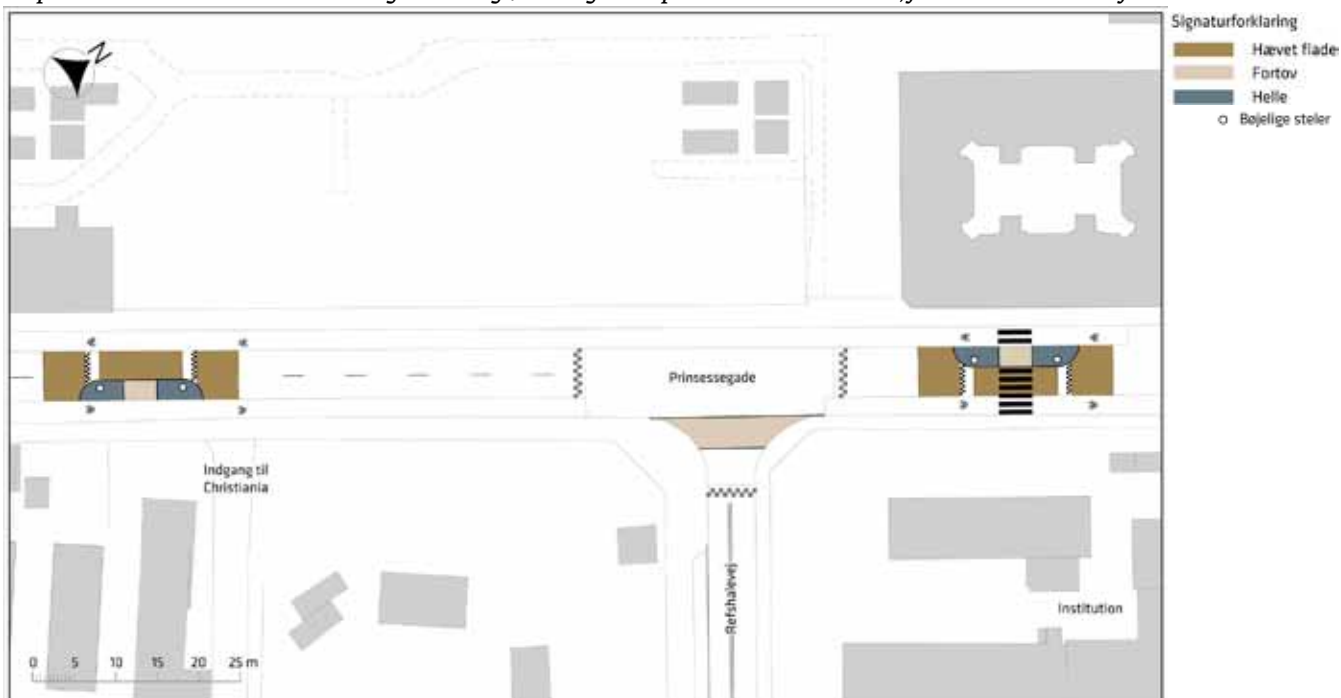 N
Signaturforklaring
Hævet flade
Fortov
Helle
Bøjelige steler
Prinsessegade
Indgang til
Christiania
Refshalevej
Institution
0 5 10 15 20 25 m